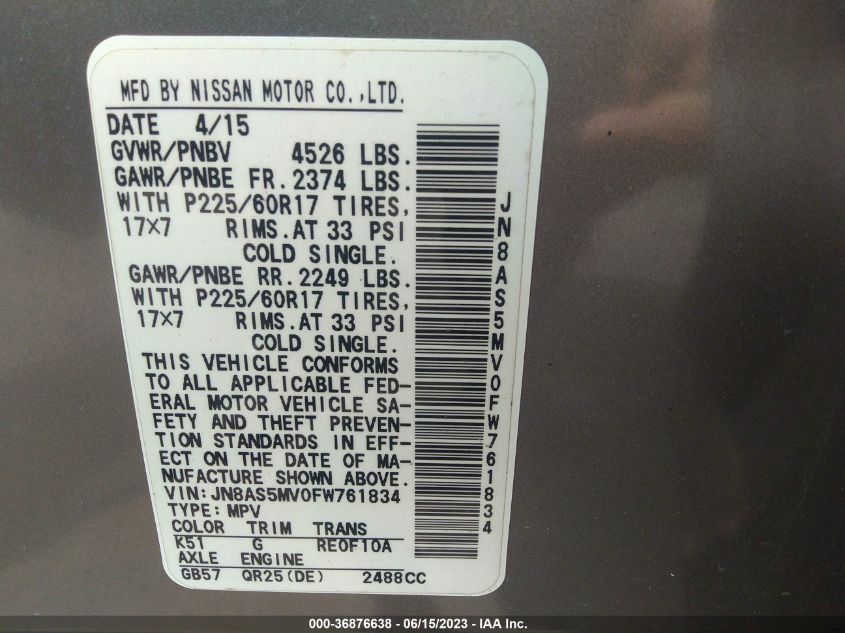 MFD BY NISSAN MOTOR CO.,LTD.
DATE 4/15
GVWR/PNBV 4526 LBS.
GAWR/PNBE FR. 2374 LBS.
WITH P225/60R17 TIRES,
17×7 RIMS.AT 33 PSI
COLD SINGLE.
GAWR/PNBE RR. 2249 LBS.
WITH P225/60R17 TIRES,
17×7 RIMS.AT 33 PSI
COLD SINGLE.
THIS VEHICLE CONFORMS
TO ALL APPLICABLE FED-
ERAL MOTOR VEHICLE SA-
FETY AND THEFT PREVEN-
TION STANDARDS IN EFF-
ECT ON THE DATE OF MA-
NUFACTURE SHOWN ABOVE.
VIN:JN8AS5MV0FW761834
TYPE:MPV
COLOR TRIM TRANS
K51 G RE0F10A
AXLE ENGINE
GB57 QR25(DE) 2488CC
JN8AS5MV0FW761834
000-36876638 - 06/15/2023 - IAA Inc.